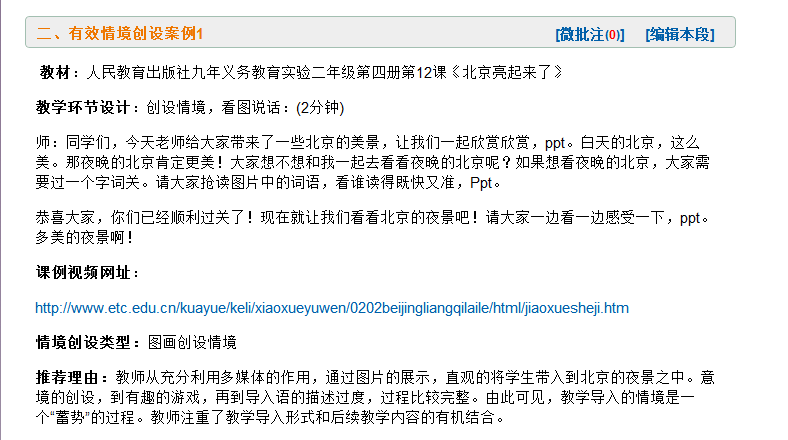 二、有效情境创设案例1 [微批注(0)] [编辑本段]
教材：人民教育出版社九年义务教育实验二年级第四册第12课《北京亮起来了》
教学环节设计：创设情境，看图说话：(2分钟)
师：同学们，今天老师给大家带来了一些北京的美景，让我们一起欣赏欣赏，ppt。白天的北京，这么
美。那夜晚的北京肯定更美！大家想不想和我一起去看看夜晚的北京呢？如果想看夜晚的北京，大家需
要过一个字词关。请大家抢读图片中的词语，看谁读得既快又准，Ppt。
恭喜大家，你们已经顺利过关了！现在就让我们看看北京的夜景吧！请大家一边看一边感受一下，ppt。
多美的夜景啊！
课例视频网址：
http://www.etc.edu.cn/kuayue/keli/xiaoxueyuwen/0202beijingliangqilaile/html/jiaoxuesheji.htm
情境创设类型：图画创设情境
推荐理由：教师从充分利用多媒体的作用，通过图片的展示，直观的将学生带入到北京的夜景之中。意
境的创设，到有趣的游戏，再到导入语的描述过度，过程比较完整。由此可见，教学导入的情境是一
个“蓄势”的过程。教师注重了教学导入形式和后续教学内容的有机结合。